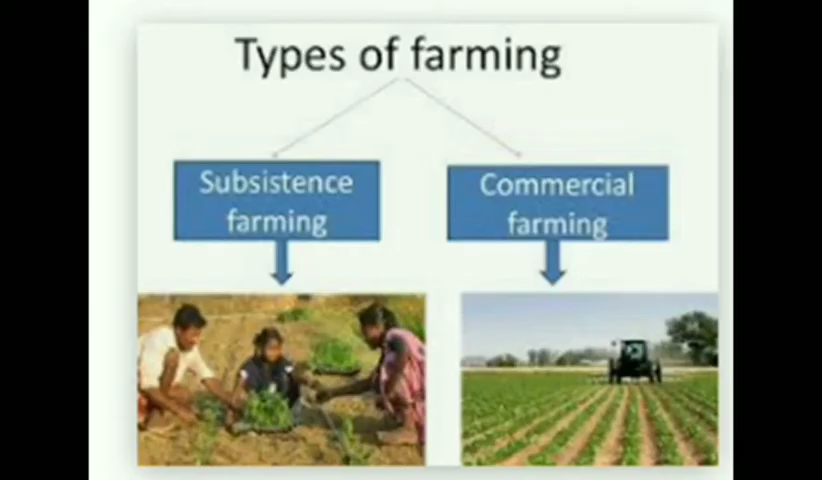 Types of farming
Subsistence
farming
Commercial
farming